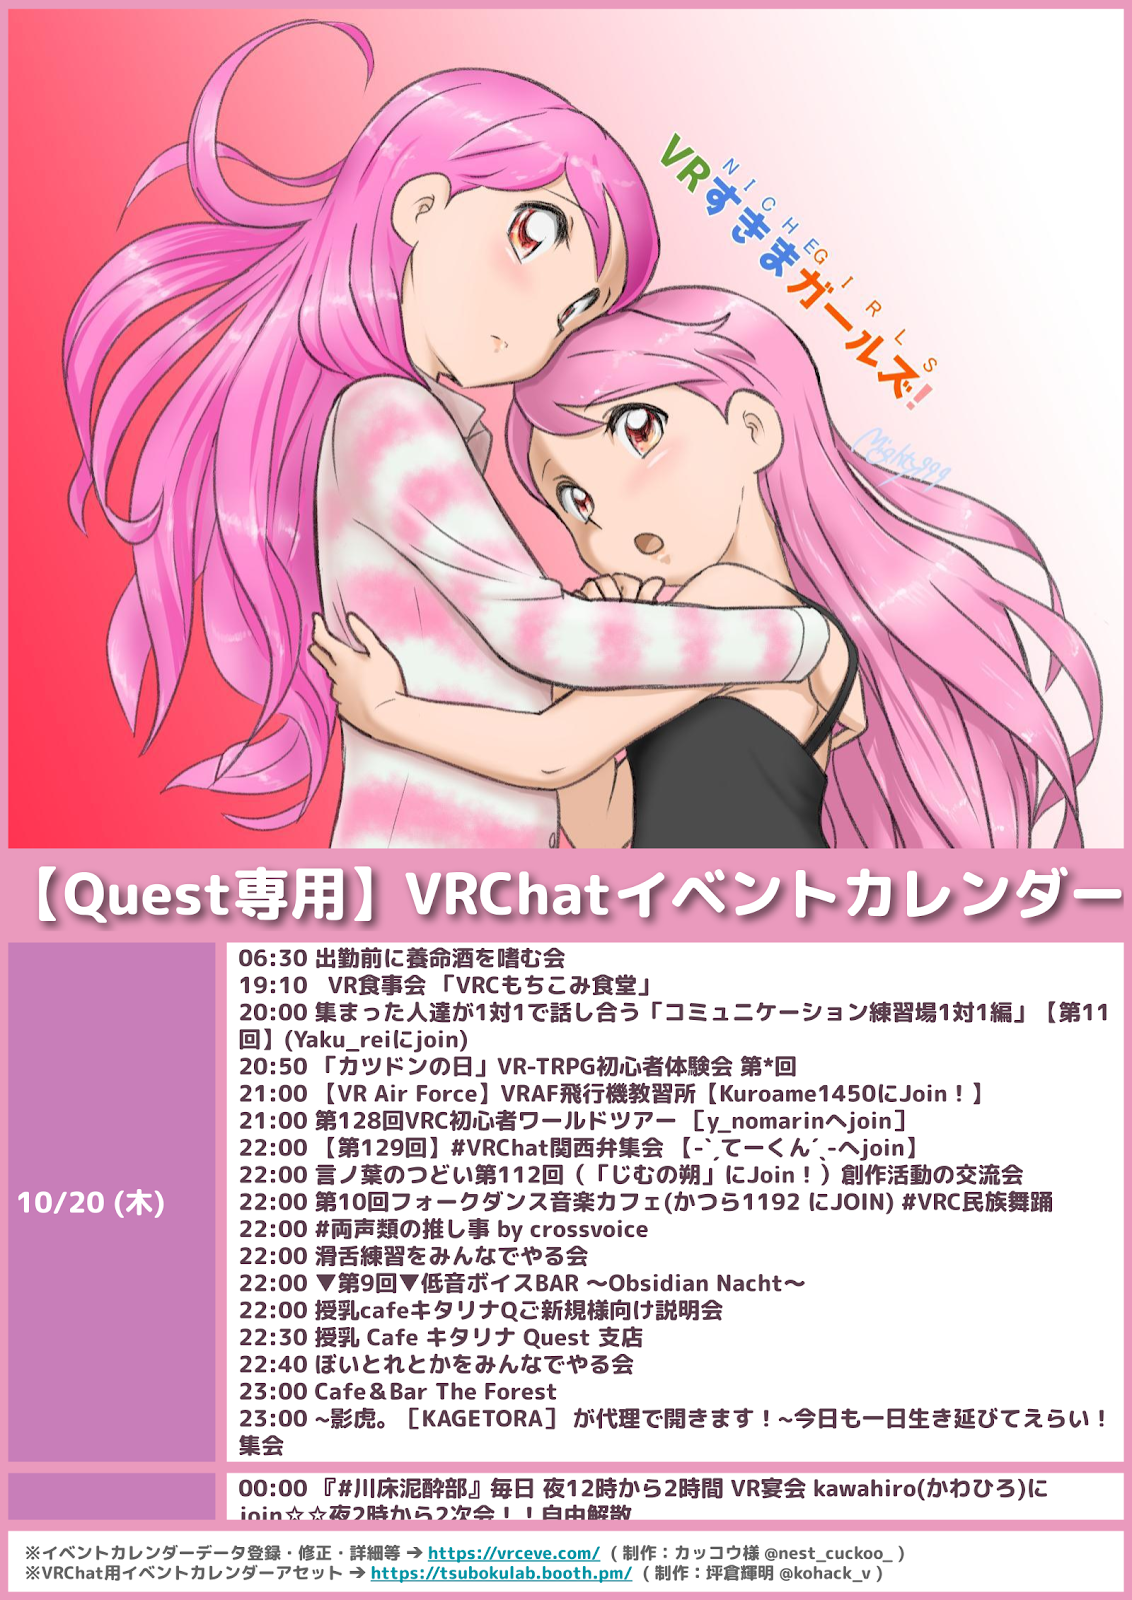 NICHE GIRLS
VRすきまガールズ!
Mighty999
【Quest専用】VRChatイベントカレンダー
10/20 (木)
06:30 出勤前に養命酒を嗜む会
19:10 VR食事会 「VRCもちこみ食堂」
20:00 集まった人達が1対1で話し合う「コミュニケーション練習場1対1編」【第11
回】(Yaku_reiにjoin)
20:50 「カツドンの日」VR-TRPG初心者体験会 第*回
21:00 【VR Air Force】VRAF飛行機教習所【Kuroame1450にJoin！】
21:00 第128回VRC初心者ワールドツアー ［y_nomarinへjoin］
22:00 【第129回】#VRChat関西弁集会 【-`ˏてーくんˊˎ-へjoin】
22:00 言ノ葉のつどい第112回（「じむの朔」にJoin！）創作活動の交流会
22:00 第10回フォークダンス音楽カフェ(かつら1192 にJOIN) #VRC民族舞踊
22:00 #両声類の推し事 by crossvoice
22:00 滑舌練習をみんなでやる会
22:00 ▼第9回▼低音ボイスBAR 〜Obsidian Nacht〜
22:00 授乳cafeキタリナQご新規様向け説明会
22:30 授乳 Cafe キタリナ Quest 支店
22:40 ぼいとれとかをみんなでやる会
23:00 Cafe＆Bar The Forest
23:00 ~影虎。［KAGETORA］ が代理で開きます！~今日も一日生き延びてえらい！
集会
00:00 『#川床泥酔部』毎日 夜12時から2時間 VR宴会 kawahiro(かわひろ)に
join☆☆夜2時から2次会！！自由解散
※イベントカレンダーデータ登録・修正・詳細等 ➔ https://vrceve.com/ （制作：カッコウ様 @nest_cuckoo_ ）
※VRChat用イベントカレンダーアセット ➔ https://tsubokulab.booth.pm/ （制作：坪倉輝明 @kohack_v ）